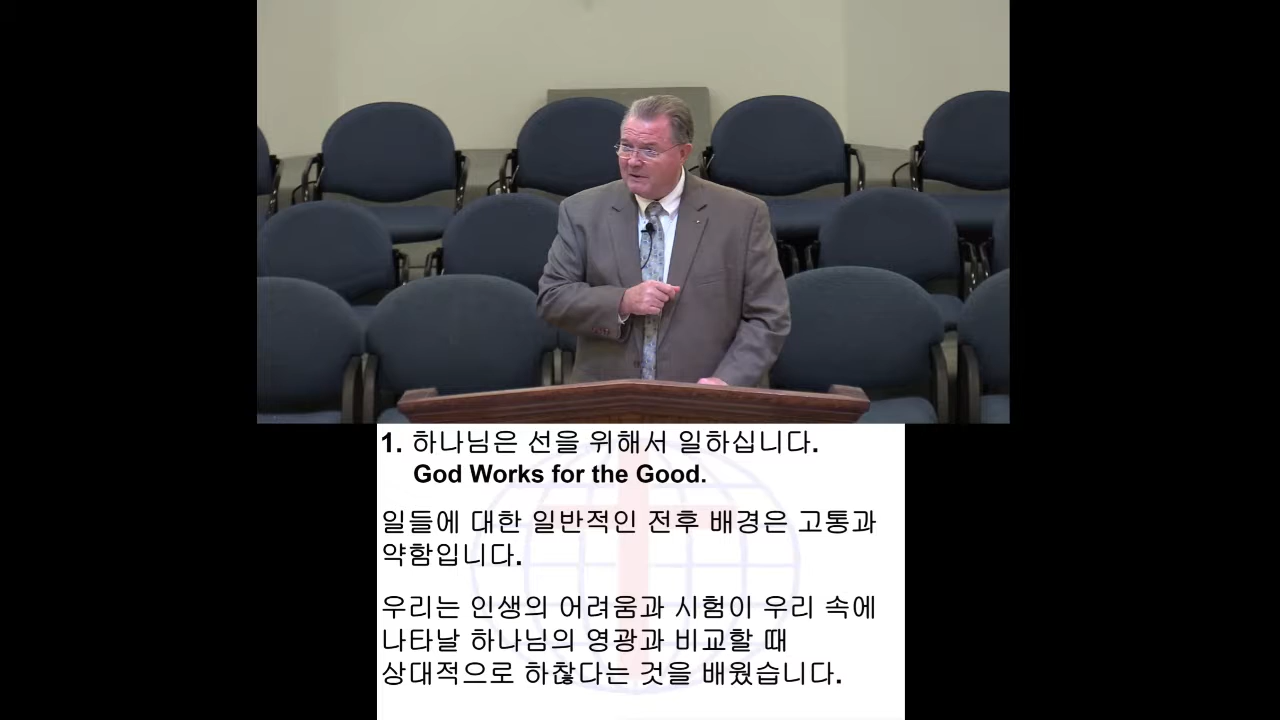 1. 하나님은 선을 위해서 일하십니다.
God Works for the Good.
일들에 대한 일반적인 전후 배경은 고통과
약함입니다.
우리는 인생의 어려움과 시험이 우리 속에
나타날 하나님의 영광과 비교할 때
상대적으로 하찮다는 것을 배웠습니다.